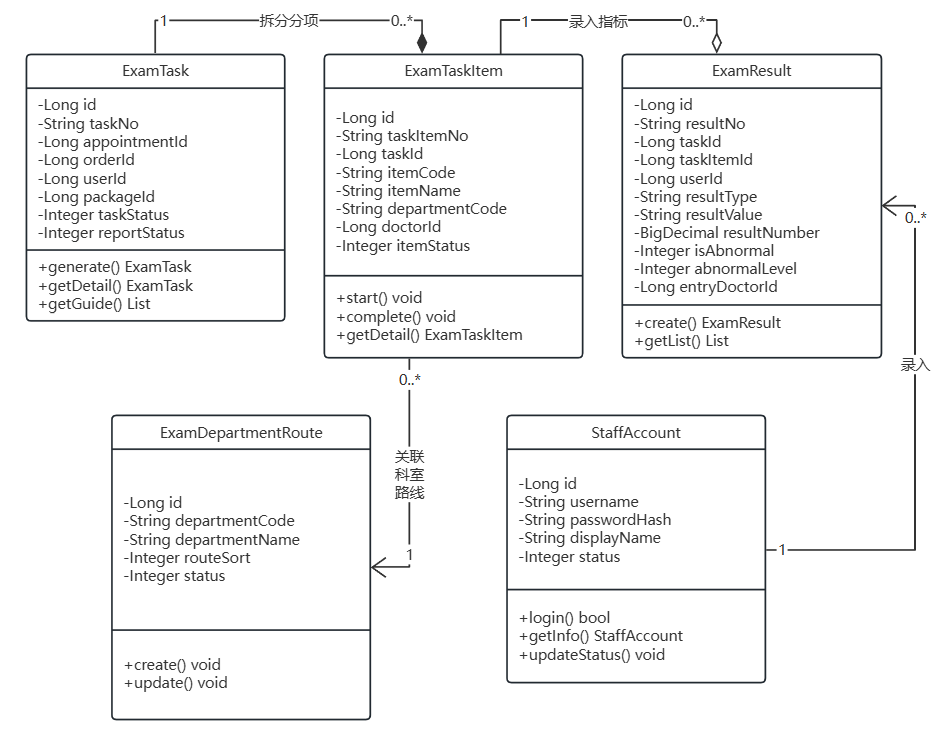 1
拆分分项
0..*
1
录入指标
0..*
ExamTask
-Long id
-String taskNo
-Long appointmentId
-Long orderId
-Long userId
-Long packageId
-Integer taskStatus
-Integer reportStatus
+generate() ExamTask
+getDetail() ExamTask
+getGuide() List
ExamTaskItem
-Long id
-String taskItemNo
-Long taskId
-String itemCode
-String itemName
-String departmentCode
-Long doctorId
-Integer itemStatus
+start() void
+complete() void
+getDetail() ExamTaskItem
ExamResult
-Long id
-String resultNo
-Long taskId
-Long taskItemId
-Long userId
-String resultType
-String resultValue
-BigDecimal resultNumber
-Integer isAbnormal
-Integer abnormalLevel
-Long entryDoctorId
+create() ExamResult
+getList() List
0..*
录入
1
0..*
关联
科室
路线
1
ExamDepartmentRoute
-Long id
-String departmentCode
-String departmentName
-Integer routeSort
-Integer status
+create() void
+update() void
StaffAccount
-Long id
-String username
-String passwordHash
-String displayName
-Integer status
+login() bool
+getInfo() StaffAccount
+updateStatus() void